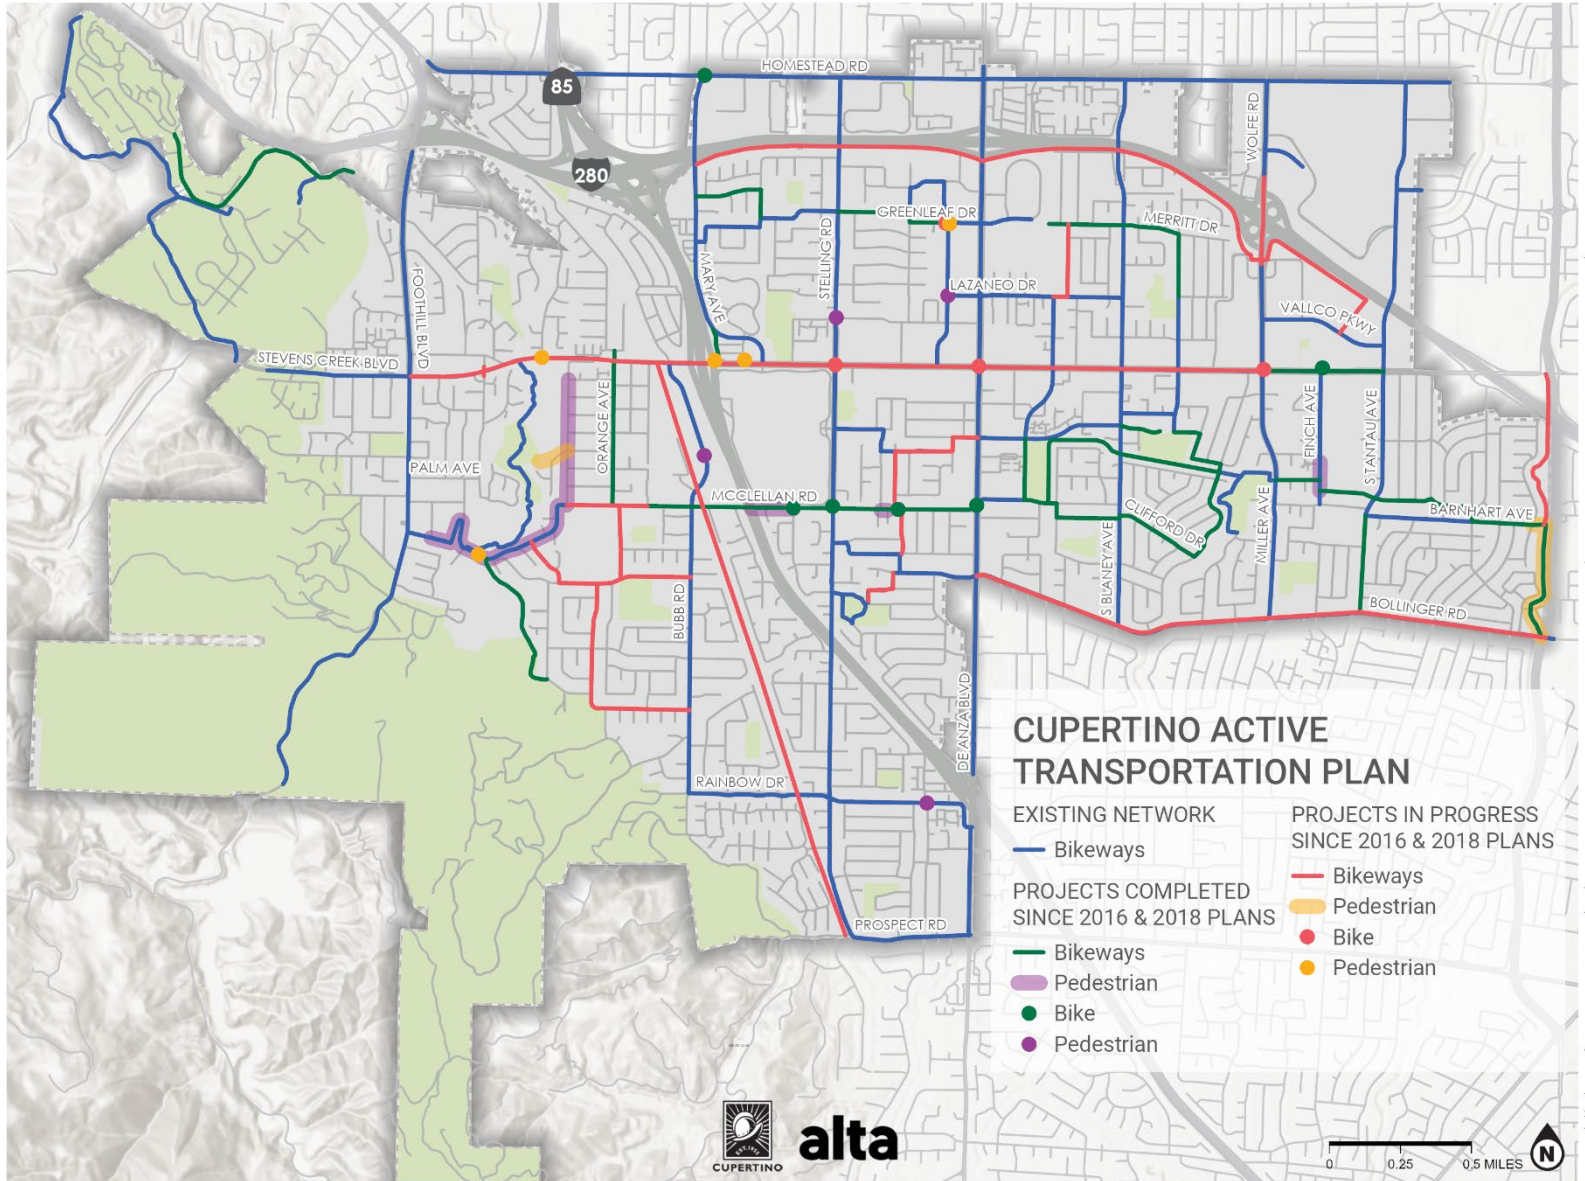 HOMESTEAD RD
85
280
WOLFE RD
GREENLEAF DR
MERRITT DR
STELLING RD
MARY AVE
FOOTHILL BLVD
LAZANEO DR
VALLCO PKWY
STEVENS CREEK BLVD
ORANGE AVE
FINCH AVE
S TANTAU AVE
PALM AVE
MCCLELLAN RD
CLIFFORD DR
BARNHART AVE
MILLER AVE
S BLANEY AVE
BUBB RD
BOLLINGER RD
DE ANZA BLVD
RAINBOW DR
PROSPECT RD
CUPERTINO ACTIVE
TRANSPORTATION PLAN
EXISTING NETWORK
Bikeways
PROJECTS COMPLETED
SINCE 2016 & 2018 PLANS
Bikeways
Pedestrian
Bike
Pedestrian
PROJECTS IN PROGRESS
SINCE 2016 & 2018 PLANS
Bikeways
Pedestrian
Bike
Pedestrian
CUPERTINO
alta
0 0.25 0.5 MILES
N